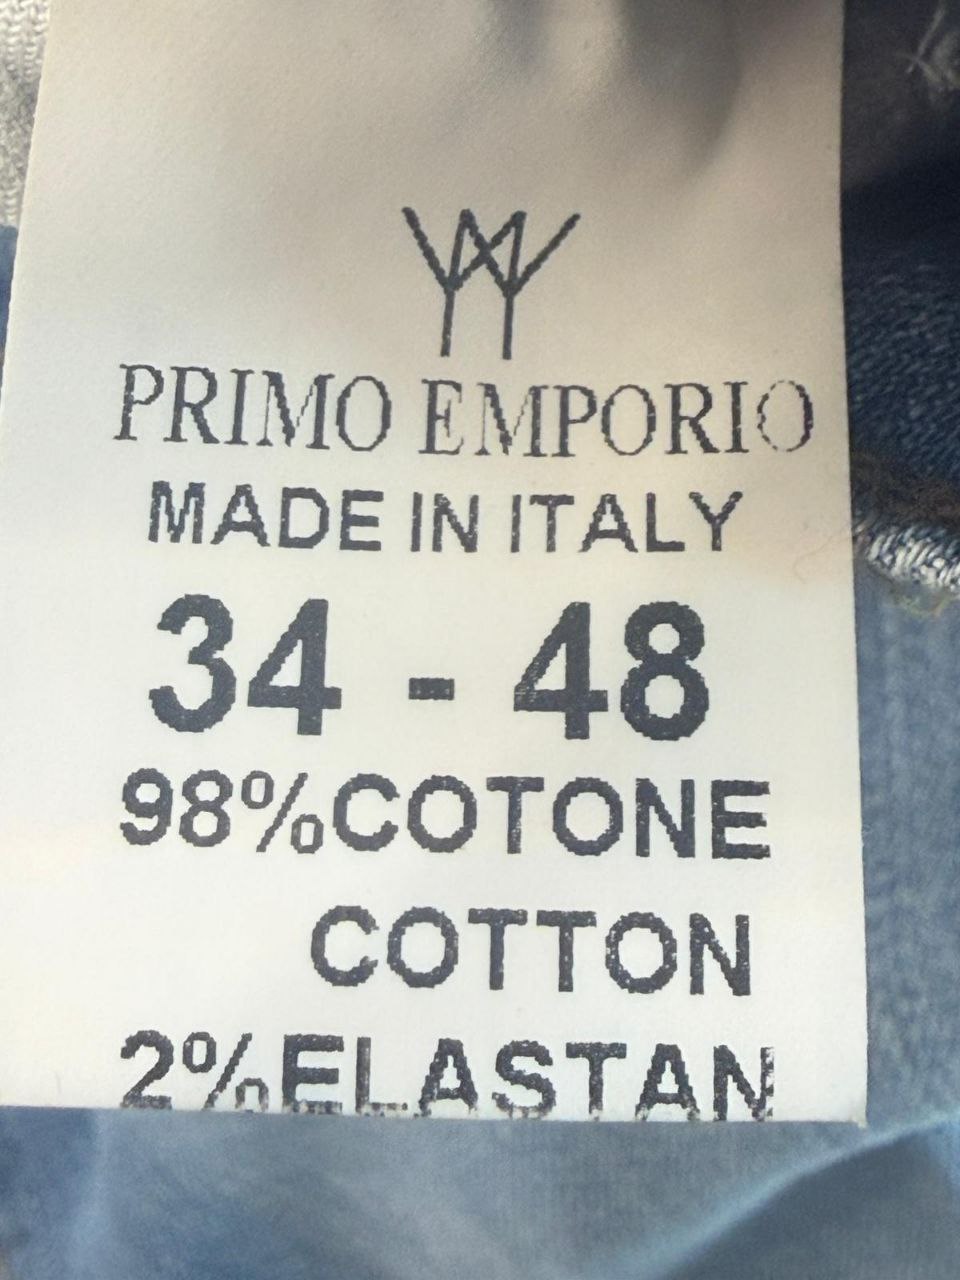 PRIMO EMPORIO
MADE IN ITALY
34 - 48
98%COTONE
COTTON
2%ELASTAN